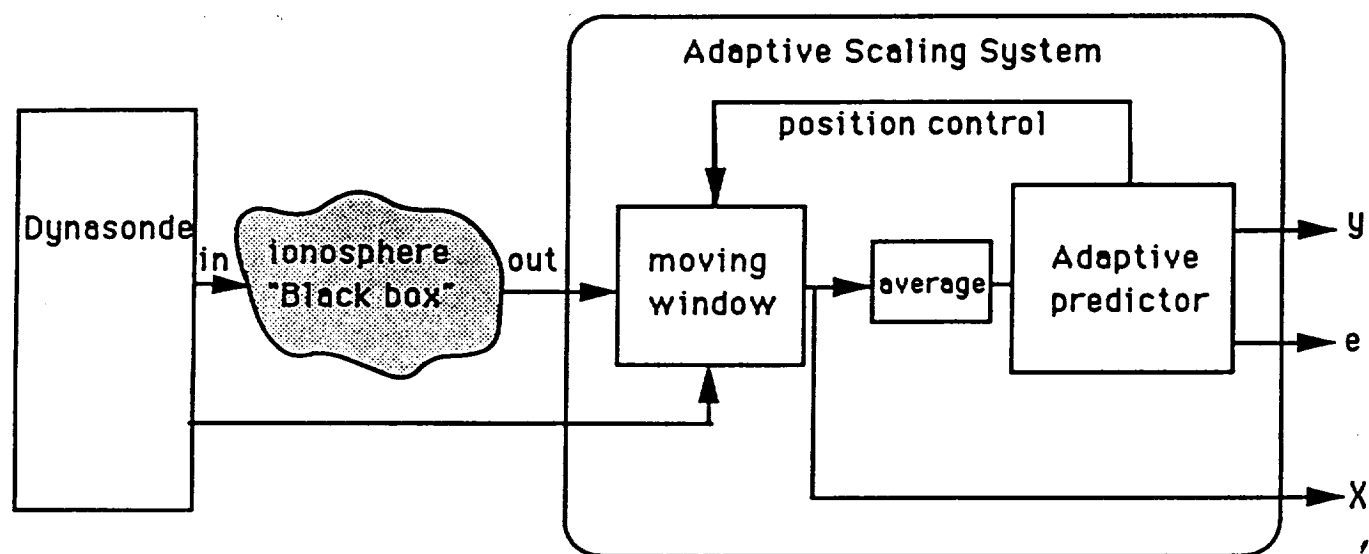 Adaptive Scaling System
position control
Dynasonde
in
ionosphere
"Black box"
out
moving
window
average
Adaptive
predictor
y
e
X